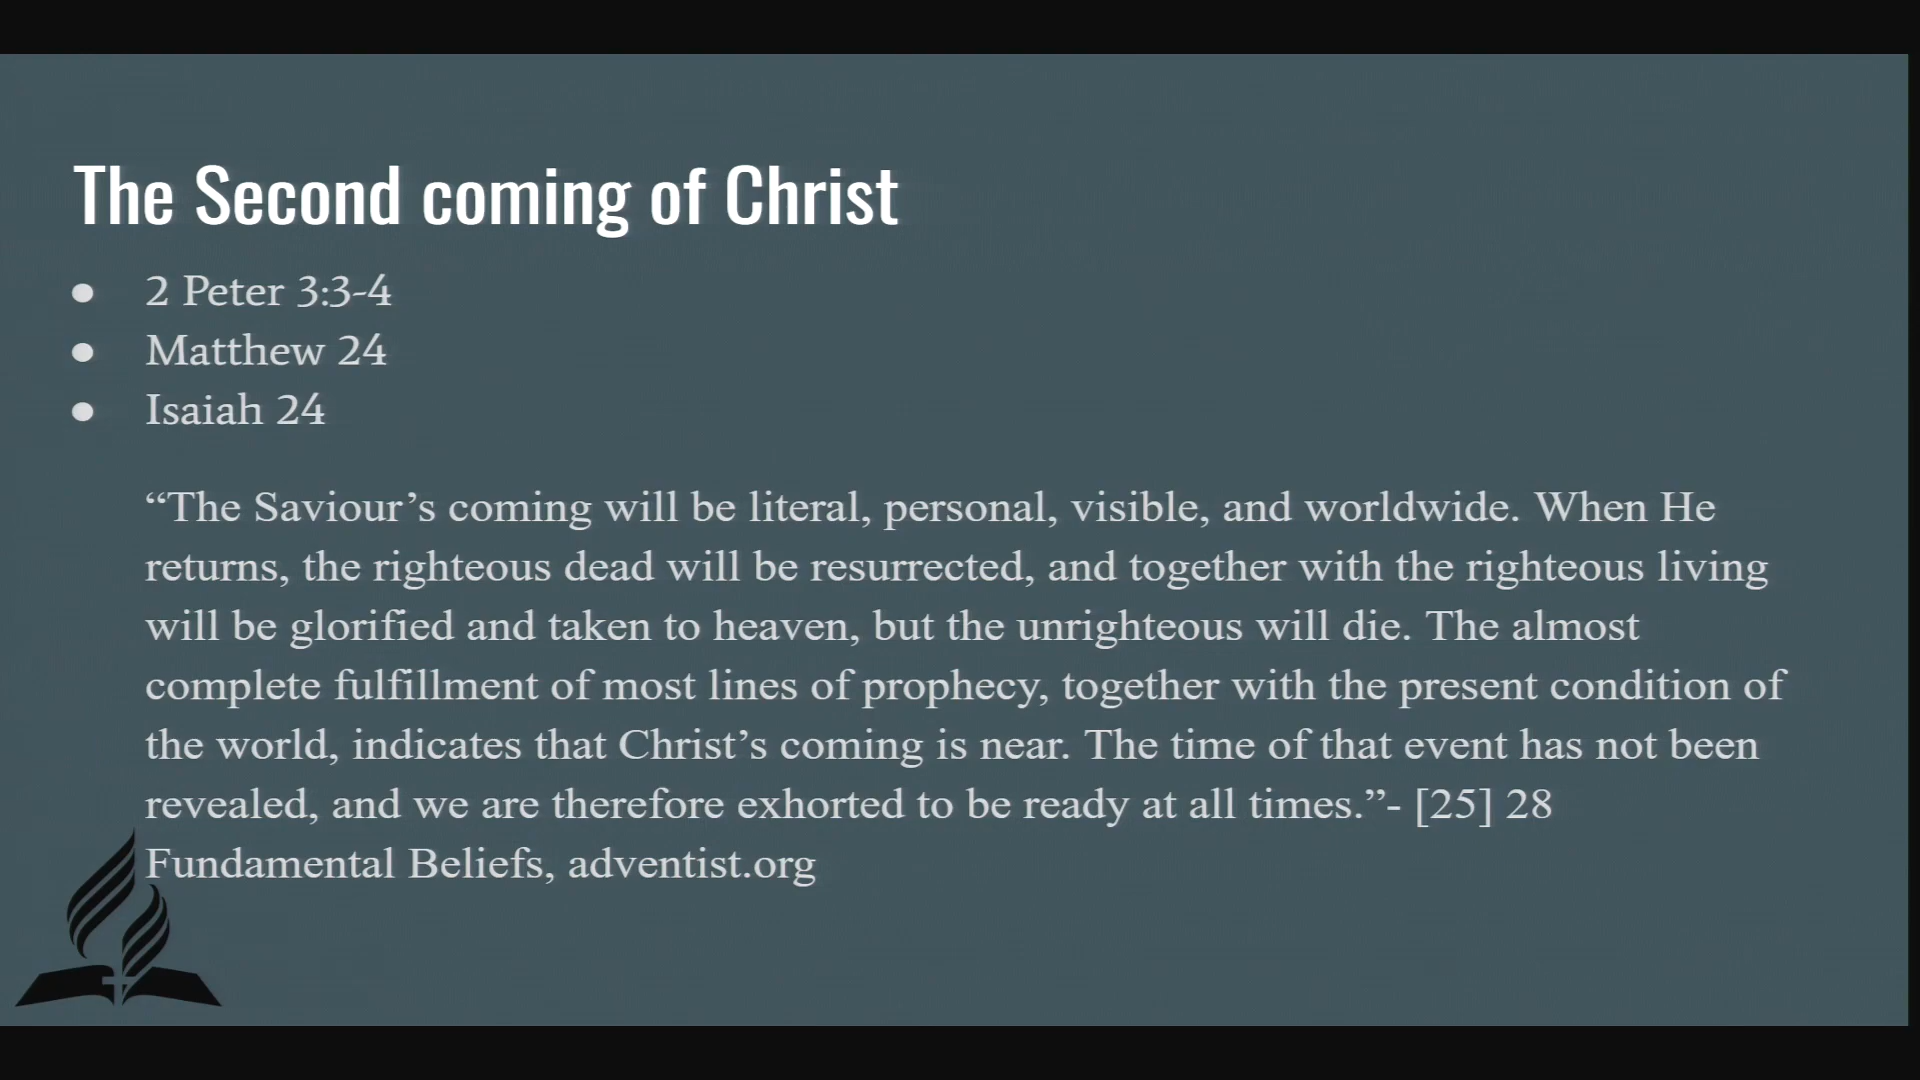 The Second coming of Christ
● 2 Peter 3:3-4
● Matthew 24
● Isaiah 24
“The Saviour’s coming will be literal, personal, visible, and worldwide. When He
returns, the righteous dead will be resurrected, and together with the righteous living
will be glorified and taken to heaven, but the unrighteous will die. The almost
complete fulfillment of most lines of prophecy, together with the present condition of
the world, indicates that Christ’s coming is near. The time of that event has not been
revealed, and we are therefore exhorted to be ready at all times.”- [25] 28
Fundamental Beliefs, adventist.org